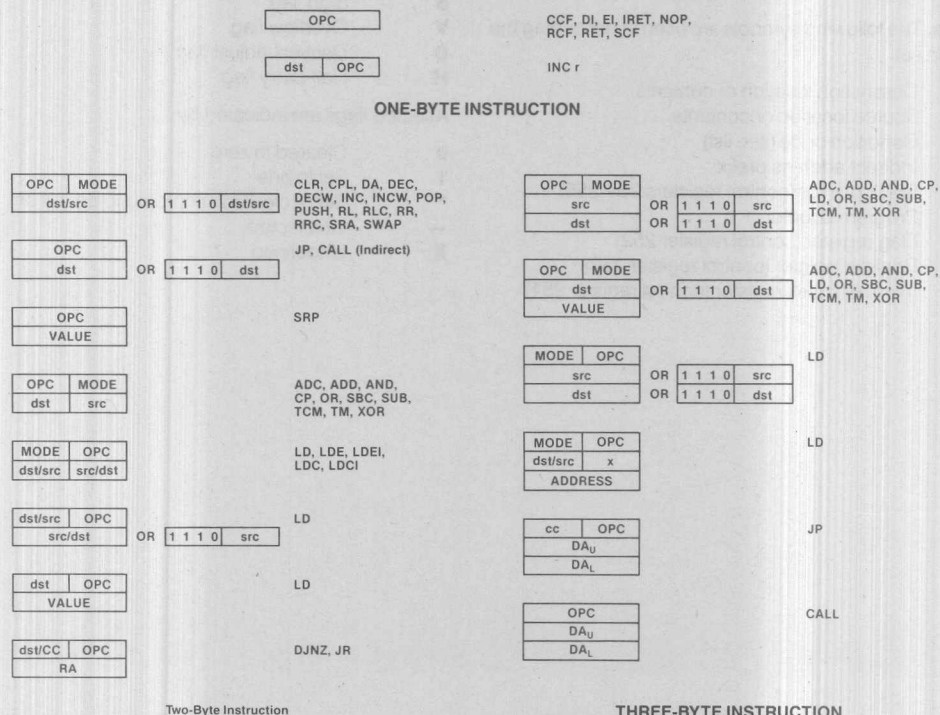 OPC
CCF, DI, EI, IRET, NOP,
RCF, RET, SCF
dst OPC
INC r
ONE-BYTE INSTRUCTION
OPC MODE
dst/src OR 1 1 1 0 dst/src
CLR, CPL, DA, DEC,
DECW, INC, INCW, POP,
PUSH, RL, RLC, RR,
RRC, SRA, SWAP
OPC
dst OR 1 1 1 0 dst
JP, CALL (Indirect)
OPC
VALUE
SRP
OPC MODE
dst src
ADC, ADD, AND,
CP, OR, SBC, SUB,
TCM, TM, XOR
MODE OPC
dst/src src/dst
LD, LDE, LDEI,
LDC, LDCI
dst/src OPC
src/dst OR 1 1 1 0 src
LD
dst OPC
VALUE
LD
dst/CC OPC
RA
DJNZ, JR
Two-Byte Instruction
OPC MODE
src OR 1 1 1 0 src
dst OR 1 1 1 0 dst
ADC, ADD, AND, CP,
LD, OR, SBC, SUB,
TCM, TM, XOR
OPC MODE
dst OR 1 1 1 0 dst
VALUE
ADC, ADD, AND, CP,
LD, OR, SBC, SUB,
TCM, TM, XOR
MODE OPC
src OR 1 1 1 0 src
dst OR 1 1 1 0 dst
LD
MODE OPC
dst/src x
ADDRESS
LD
cc OPC
DAU
DAL
JP
OPC
DAU
DAL
CALL
THREE-BYTE INSTRUCTION